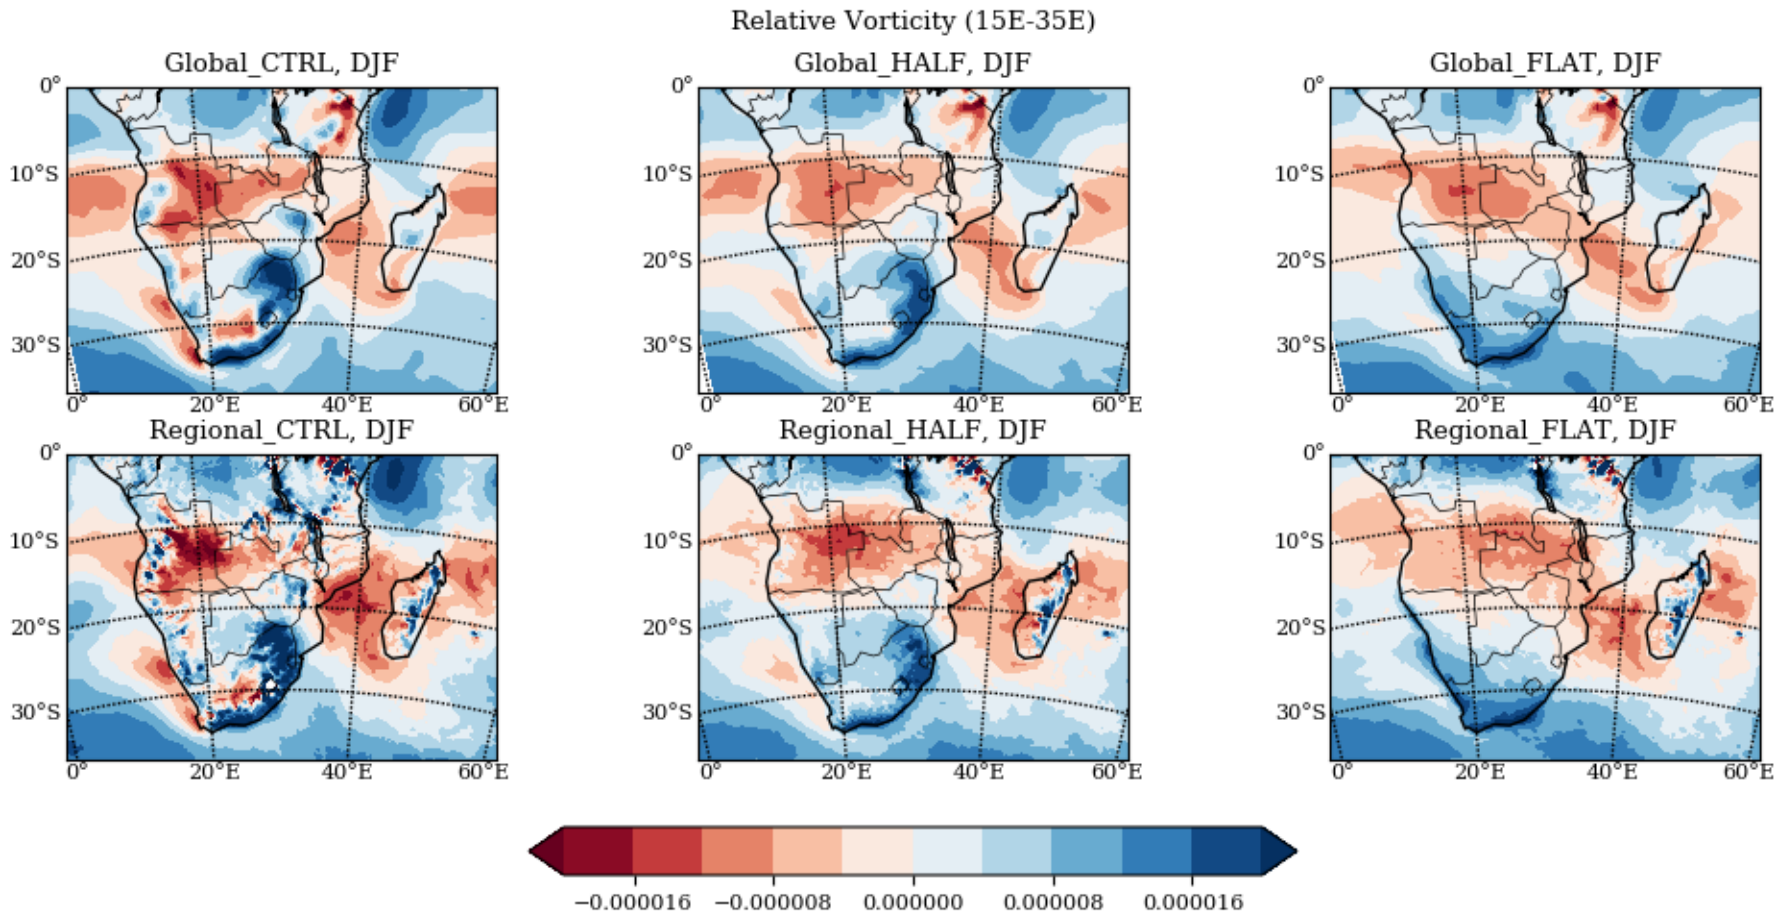 Relative Vorticity (15E-35E)
Global_CTRL, DJF
Global_HALF, DJF
Global_FLAT, DJF
0°
10°S
20°S
30°S
0°
20°E
40°E
60°E
0°
10°S
20°S
30°S
0°
20°E
40°E
60°E
0°
10°S
20°S
30°S
0°
20°E
40°E
60°E
Regional_CTRL, DJF
Regional_HALF, DJF
Regional_FLAT, DJF
0°
10°S
20°S
30°S
0°
20°E
40°E
60°E
0°
10°S
20°S
30°S
0°
20°E
40°E
60°E
0°
10°S
20°S
30°S
0°
20°E
40°E
60°E
−0.000016 −0.000008 0.000000 0.000008 0.000016